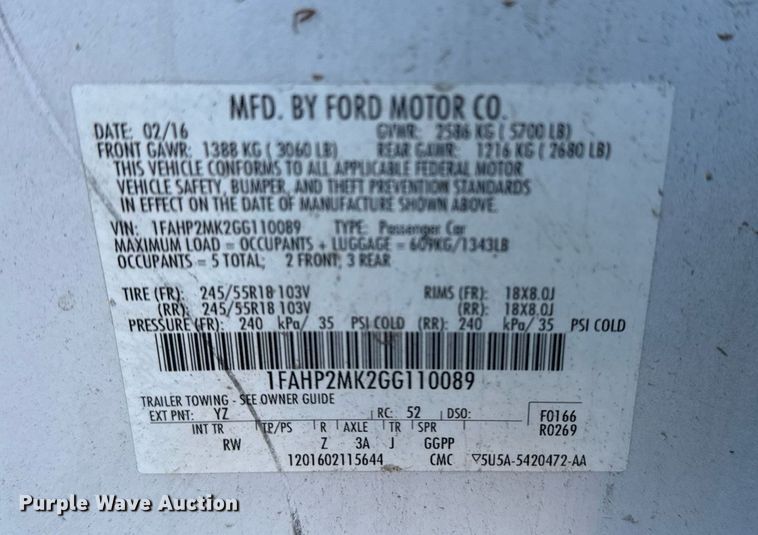 MFD. BY FORD MOTOR CO.
DATE: 02/16 GVWR: 2586 KG ( 5700 LB)
FRONT GAWR: 1388 KG ( 3060 LB) REAR GAWR: 1216 KG ( 2680 LB)
THIS VEHICLE CONFORMS TO ALL APPLICABLE FEDERAL MOTOR
VEHICLE SAFETY, BUMPER, AND THEFT PREVENTION STANDARDS
IN EFFECT ON THE DATE OF MANUFACTURE SHOWN ABOVE.
VIN: 1FAHP2MK2GG110089 TYPE: Passenger Car
MAXIMUM LOAD = OCCUPANTS + LUGGAGE = 609KG/1343LB
OCCUPANTS = 5 TOTAL; 2 FRONT; 3 REAR
TIRE (FR): 245/55R18 103V RIMS (FR): 18X8.0J
(RR): 245/55R18 103V (RR): 18X8.0J
PRESSURE (FR): 240 kPa/ 35 PSI COLD (RR): 240 kPa/ 35 PSI COLD
1FAHP2MK2GG110089
TRAILER TOWING - SEE OWNER GUIDE
EXT PNT: YZ RC: 52 DSO: F0166
INT TR TP/PS R AXLE TR SPR R0269
RW Z 3A J GGPP
1201602115644 CMC ▽5U5A-5420472-AA
Purple Wave Auction